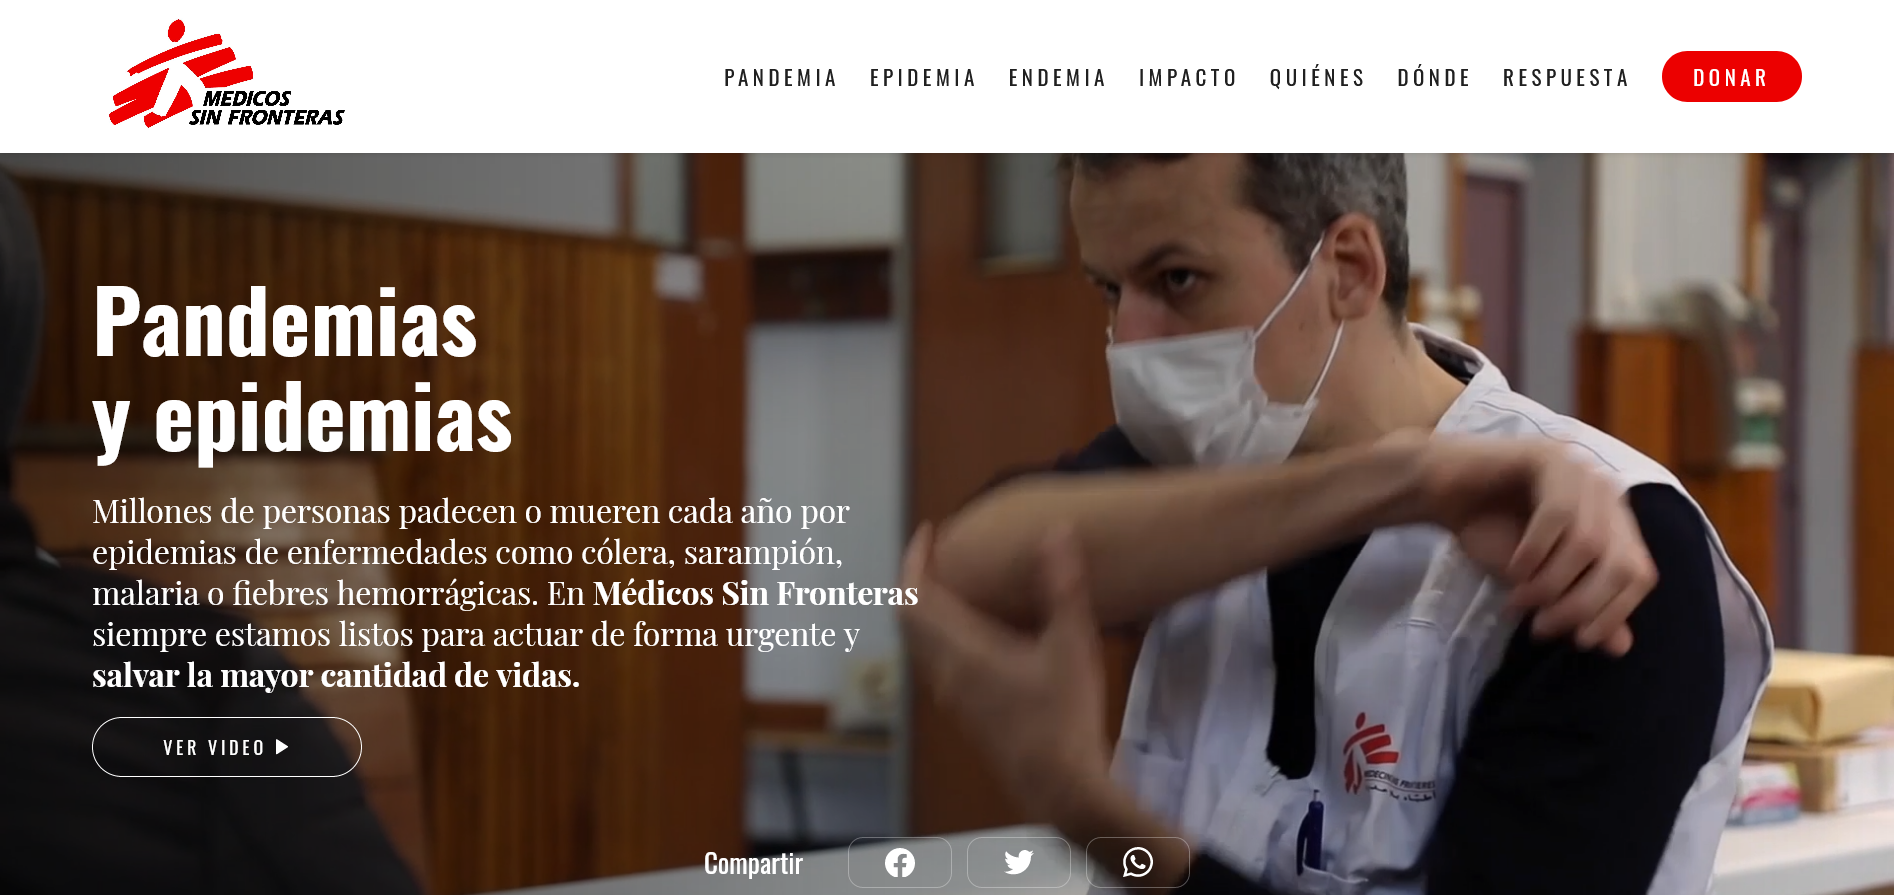 MEDICOS
SIN FRONTERAS
PANDEMIA EPIDEMIA ENDEMIA IMPACTO QUIÉNES DÓNDE RESPUESTA DONAR
Pandemias
y epidemias
Millones de personas padecen o mueren cada año por
epidemias de enfermedades como cólera, sarampión,
malaria o fiebres hemorrágicas. En Médicos Sin Fronteras
siempre estamos listos para actuar de forma urgente y
salvar la mayor cantidad de vidas.
VER VIDEO
Compartir